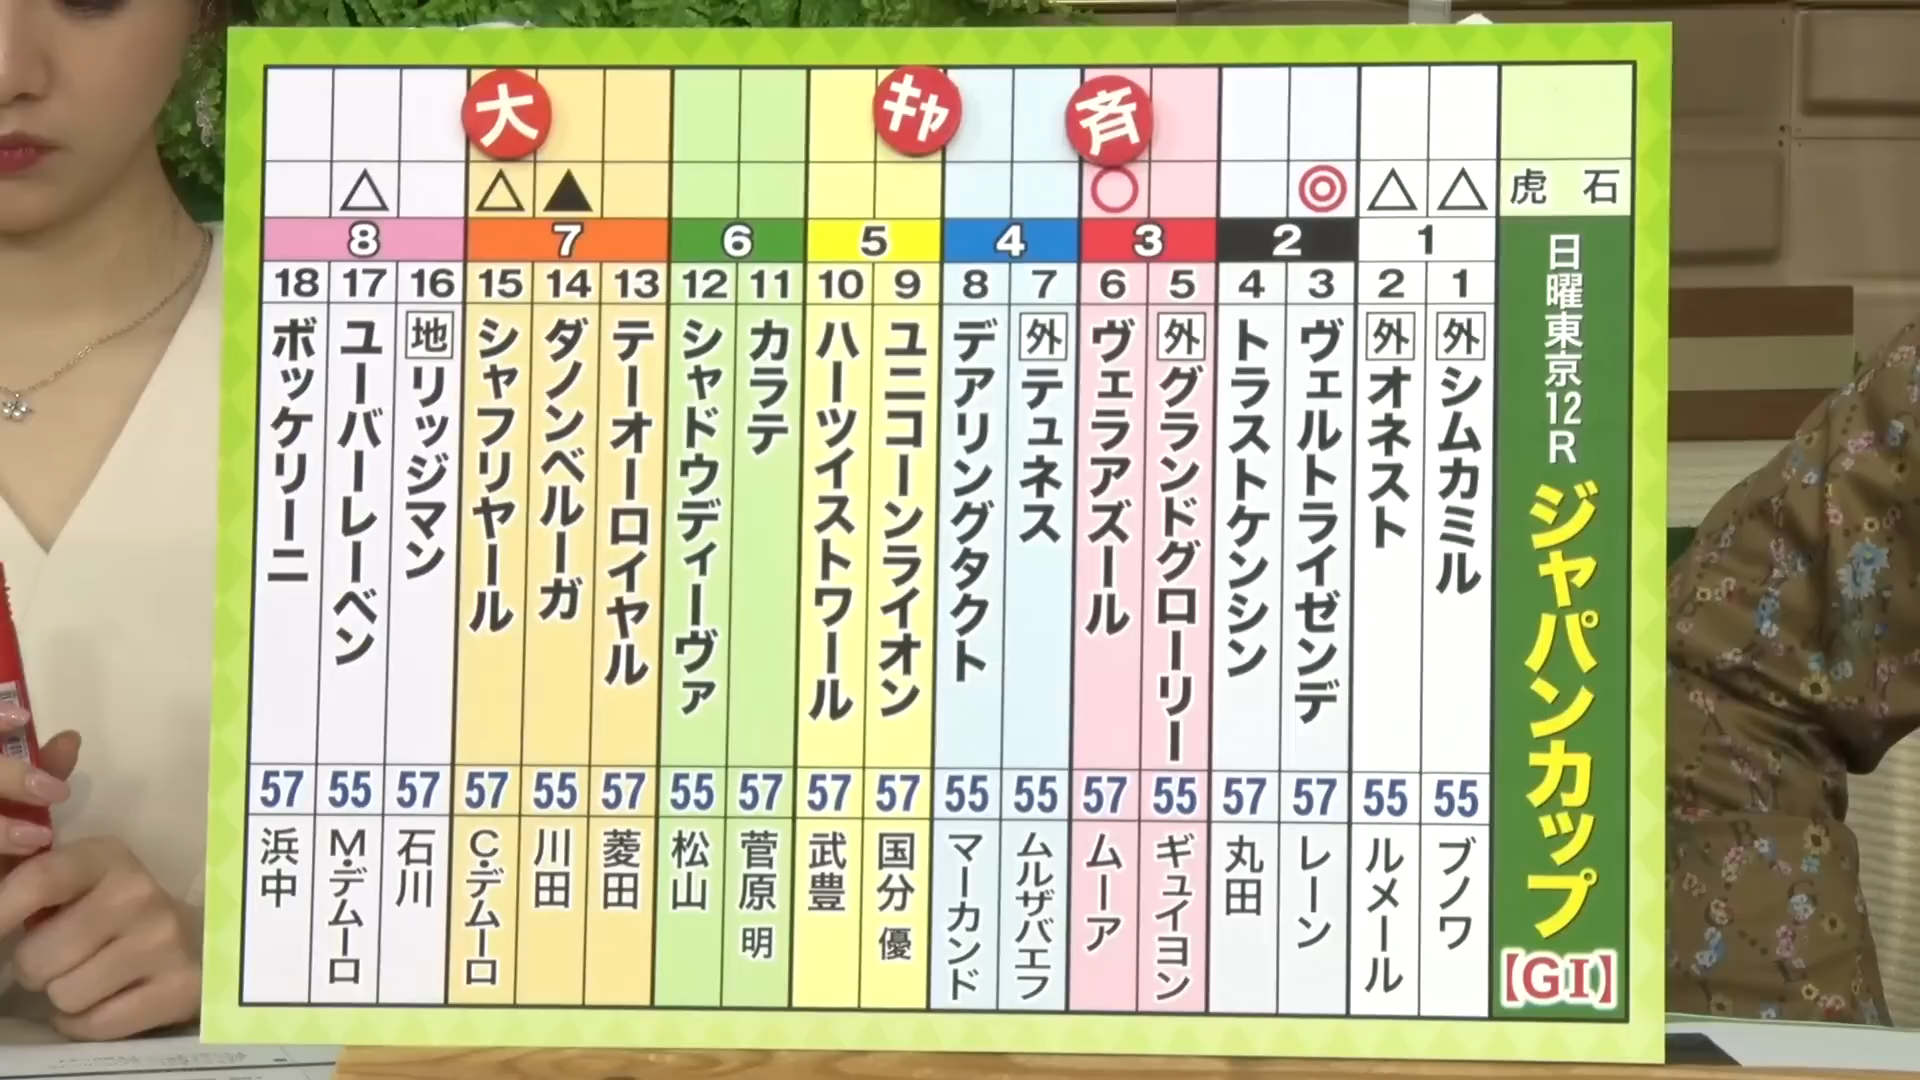 日曜東京12R ジャパンカップ 【GI】
虎石
大 キャ 斉
△ △ ◎ ○ ▲ △ △
1 2 3 4 5 6 7 8
1 外 シムカミル 55 ブノワ
2 外 オネスト 55 ルメール
3 ヴェルトライゼンデ 57 レーン
4 トラストケンシン 57 丸田
5 外 グランドグローリー 55 ギュイヨン
6 ヴェラアズール 57 ムーア
7 外 テュネス 55 ムルザバエフ
8 デアリングタクト 55 マーカンド
9 ユニコーンライオン 57 国分 優
10 ハーツイストワール 57 武豊
11 カラテ 57 菅原 明
12 シャドウディーヴァ 55 松山
13 テーオーロイヤル 57 菱田
14 ダノンベルーガ 55 川田
15 シャフリヤール 57 C・デムーロ
16 地 リッジマン 57 石川
17 ユーバーレーベン 55 M・デムーロ
18 ボッケリーニ 57 浜中